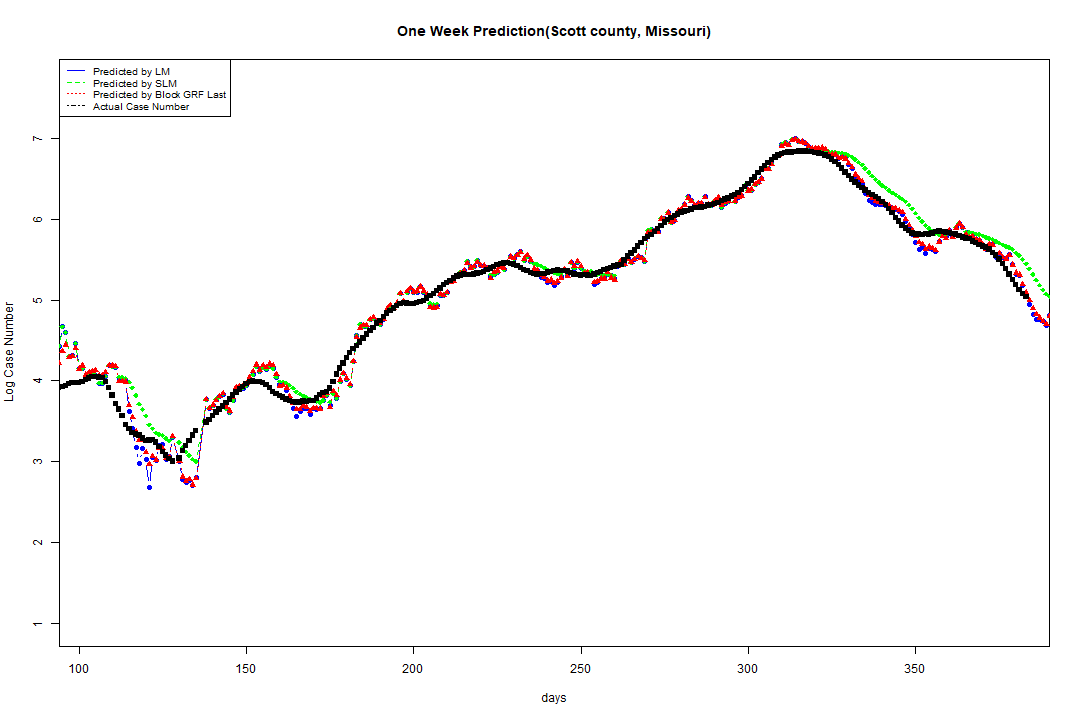 One Week Prediction(Scott county, Missouri)
Predicted by LM
Predicted by SLM
Predicted by Block GRF Last
Actual Case Number
Log Case Number
7
6
5
4
3
2
1
100 150 200 250 300 350
days